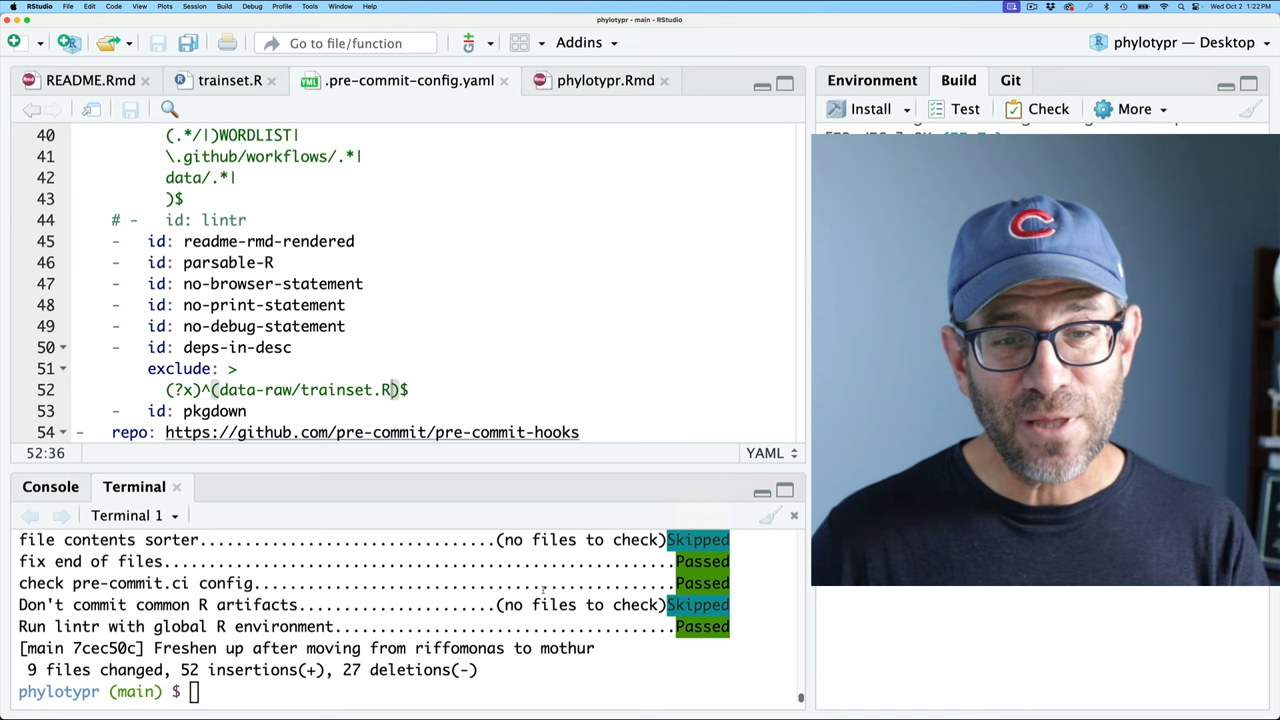 RStudio File Edit Code View Plots Session Build Debug Profile Tools Window Help Wed Oct 2 1:22 PM
phylotypr - main - RStudio
Go to file/function Addins phylotypr — Desktop
README.Rmd trainset.R .pre-commit-config.yaml phylotypr.Rmd Environment Build Git
Install Test Check More
40 (.*/|)WORDLIST|
41 \.github/workflows/.*|
42 data/.*|
43 )$
44 # - id: lintr
45 - id: readme-rmd-rendered
46 - id: parsable-R
47 - id: no-browser-statement
48 - id: no-print-statement
49 - id: no-debug-statement
50 - id: deps-in-desc
51 exclude: >
52 (?x)^(data-raw/trainset.R)$
53 - id: pkgdown
54 - repo: https://github.com/pre-commit/pre-commit-hooks
52:36 YAML
Console Terminal
Terminal 1
file contents sorter.................................(no files to check)Skipped
fix end of files.........................................................Passed
check pre-commit.ci config...............................................Passed
Don't commit common R artifacts......................(no files to check)Skipped
Run lintr with global R environment......................................Passed
[main 7cec50c] Freshen up after moving from riffomonas to mothur
9 files changed, 52 insertions(+), 27 deletions(-)
phylotypr (main) $
C